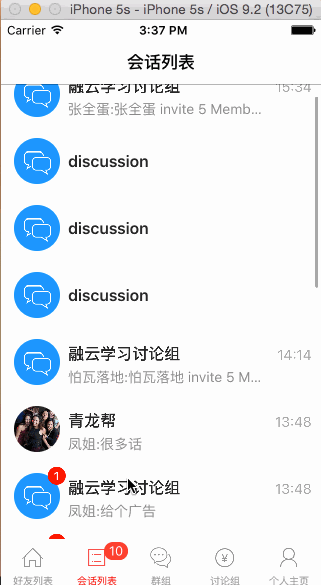 iPhone 5s - iPhone 5s / iOS 9.2 (13C75)
Carrier 3:37 PM
会话列表
融云学习讨论组 15:34
张全蛋:张全蛋 invite 5 Memb...
discussion
discussion
discussion
融云学习讨论组 14:14
怕瓦落地:怕瓦落地 invite 5 M...
青龙帮 13:48
凤姐:很多话
1
融云学习讨论组 13:48
凤姐:给个广告
10
好友列表 会话列表 群组 讨论组 个人主页